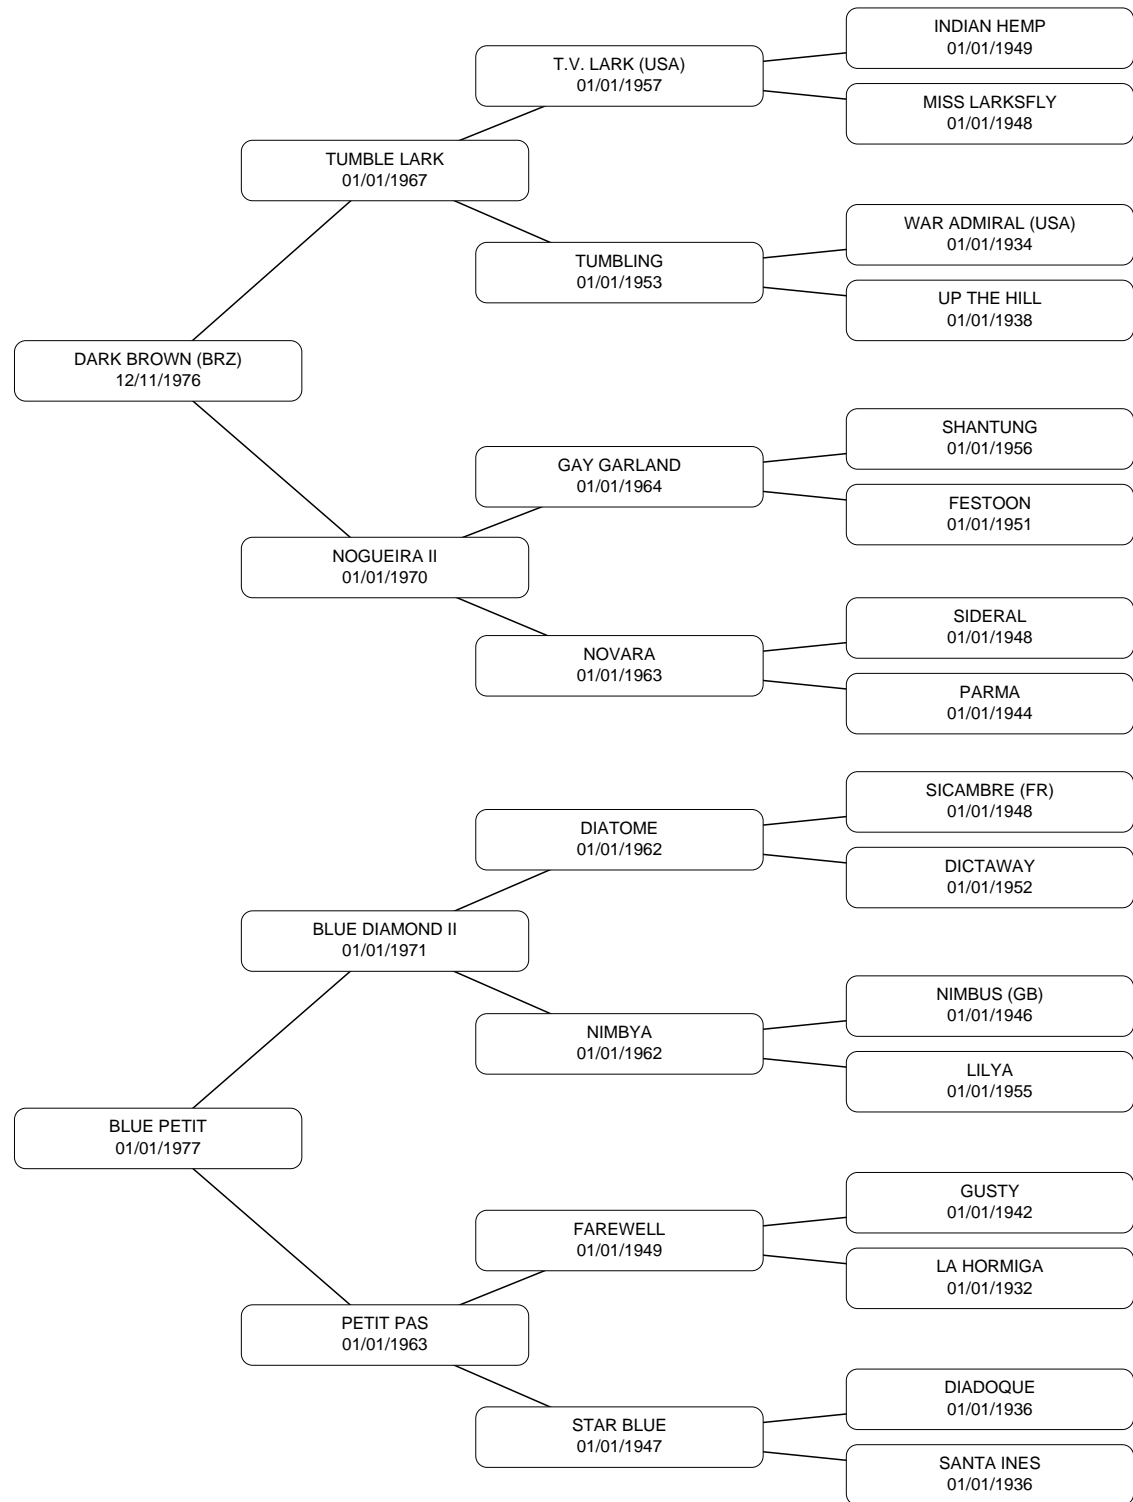 INDIAN HEMP
01/01/1949
T.V. LARK (USA)
01/01/1957
MISS LARKSFLY
01/01/1948
TUMBLE LARK
01/01/1967
WAR ADMIRAL (USA)
01/01/1934
TUMBLING
01/01/1953
UP THE HILL
01/01/1938
DARK BROWN (BRZ)
12/11/1976
SHANTUNG
01/01/1956
GAY GARLAND
01/01/1964
FESTOON
01/01/1951
NOGUEIRA II
01/01/1970
SIDERAL
01/01/1948
NOVARA
01/01/1963
PARMA
01/01/1944
SICAMBRE (FR)
01/01/1948
DIATOME
01/01/1962
DICTAWAY
01/01/1952
BLUE DIAMOND II
01/01/1971
NIMBUS (GB)
01/01/1946
NIMBYA
01/01/1962
LILYA
01/01/1955
BLUE PETIT
01/01/1977
GUSTY
01/01/1942
FAREWELL
01/01/1949
LA HORMIGA
01/01/1932
PETIT PAS
01/01/1963
DIADOQUE
01/01/1936
STAR BLUE
01/01/1947
SANTA INES
01/01/1936